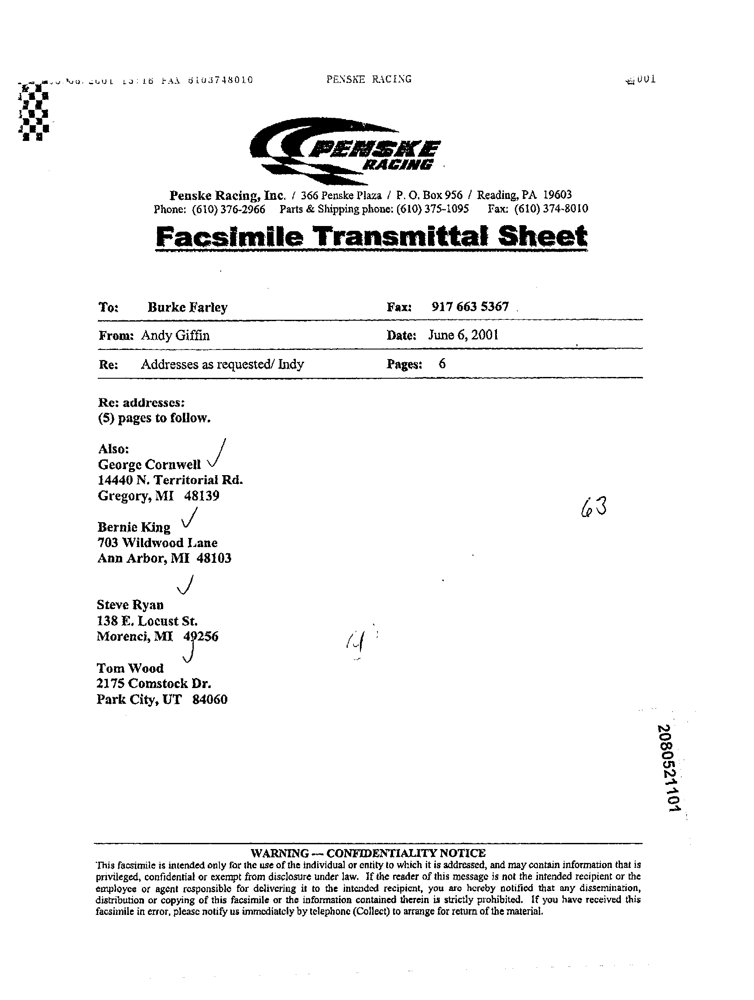 2001 13:16 FAX 6103748010 PENSKE RACING 001
PENSKE
RACING
Penske Racing, Inc. / 366 Penske Plaza / P. O. Box 956 / Reading, PA 19603
Phone: (610) 376-2966 Parts & Shipping phone: (610) 375-1095 Fax: (610) 374-8010
Facsimile Transmittal Sheet
To: Burke Farley Fax: 917 663 5367
From: Andy Giffin Date: June 6, 2001
Re: Addresses as requested/ Indy Pages: 6
Re: addresses:
(5) pages to follow.
Also:
George Cornwell
14440 N. Territorial Rd.
Gregory, MI 48139
63
Bernie King
703 Wildwood Lane
Ann Arbor, MI 48103
Steve Ryan
138 E. Locust St.
Morenci, MI 49256
Tom Wood
2175 Comstock Dr.
Park City, UT 84060
2080521101
WARNING — CONFIDENTIALITY NOTICE
This facsimile is intended only for the use of the individual or entity to which it is addressed, and may contain information that is
privileged, confidential or exempt from disclosure under law. If the reader of this message is not the intended recipient or the
employee or agent responsible for delivering it to the intended recipient, you are hereby notified that any dissemination,
distribution or copying of this facsimile or the information contained therein is strictly prohibited. If you have received this
facsimile in error, please notify us immediately by telephone (Collect) to arrange for return of the material.